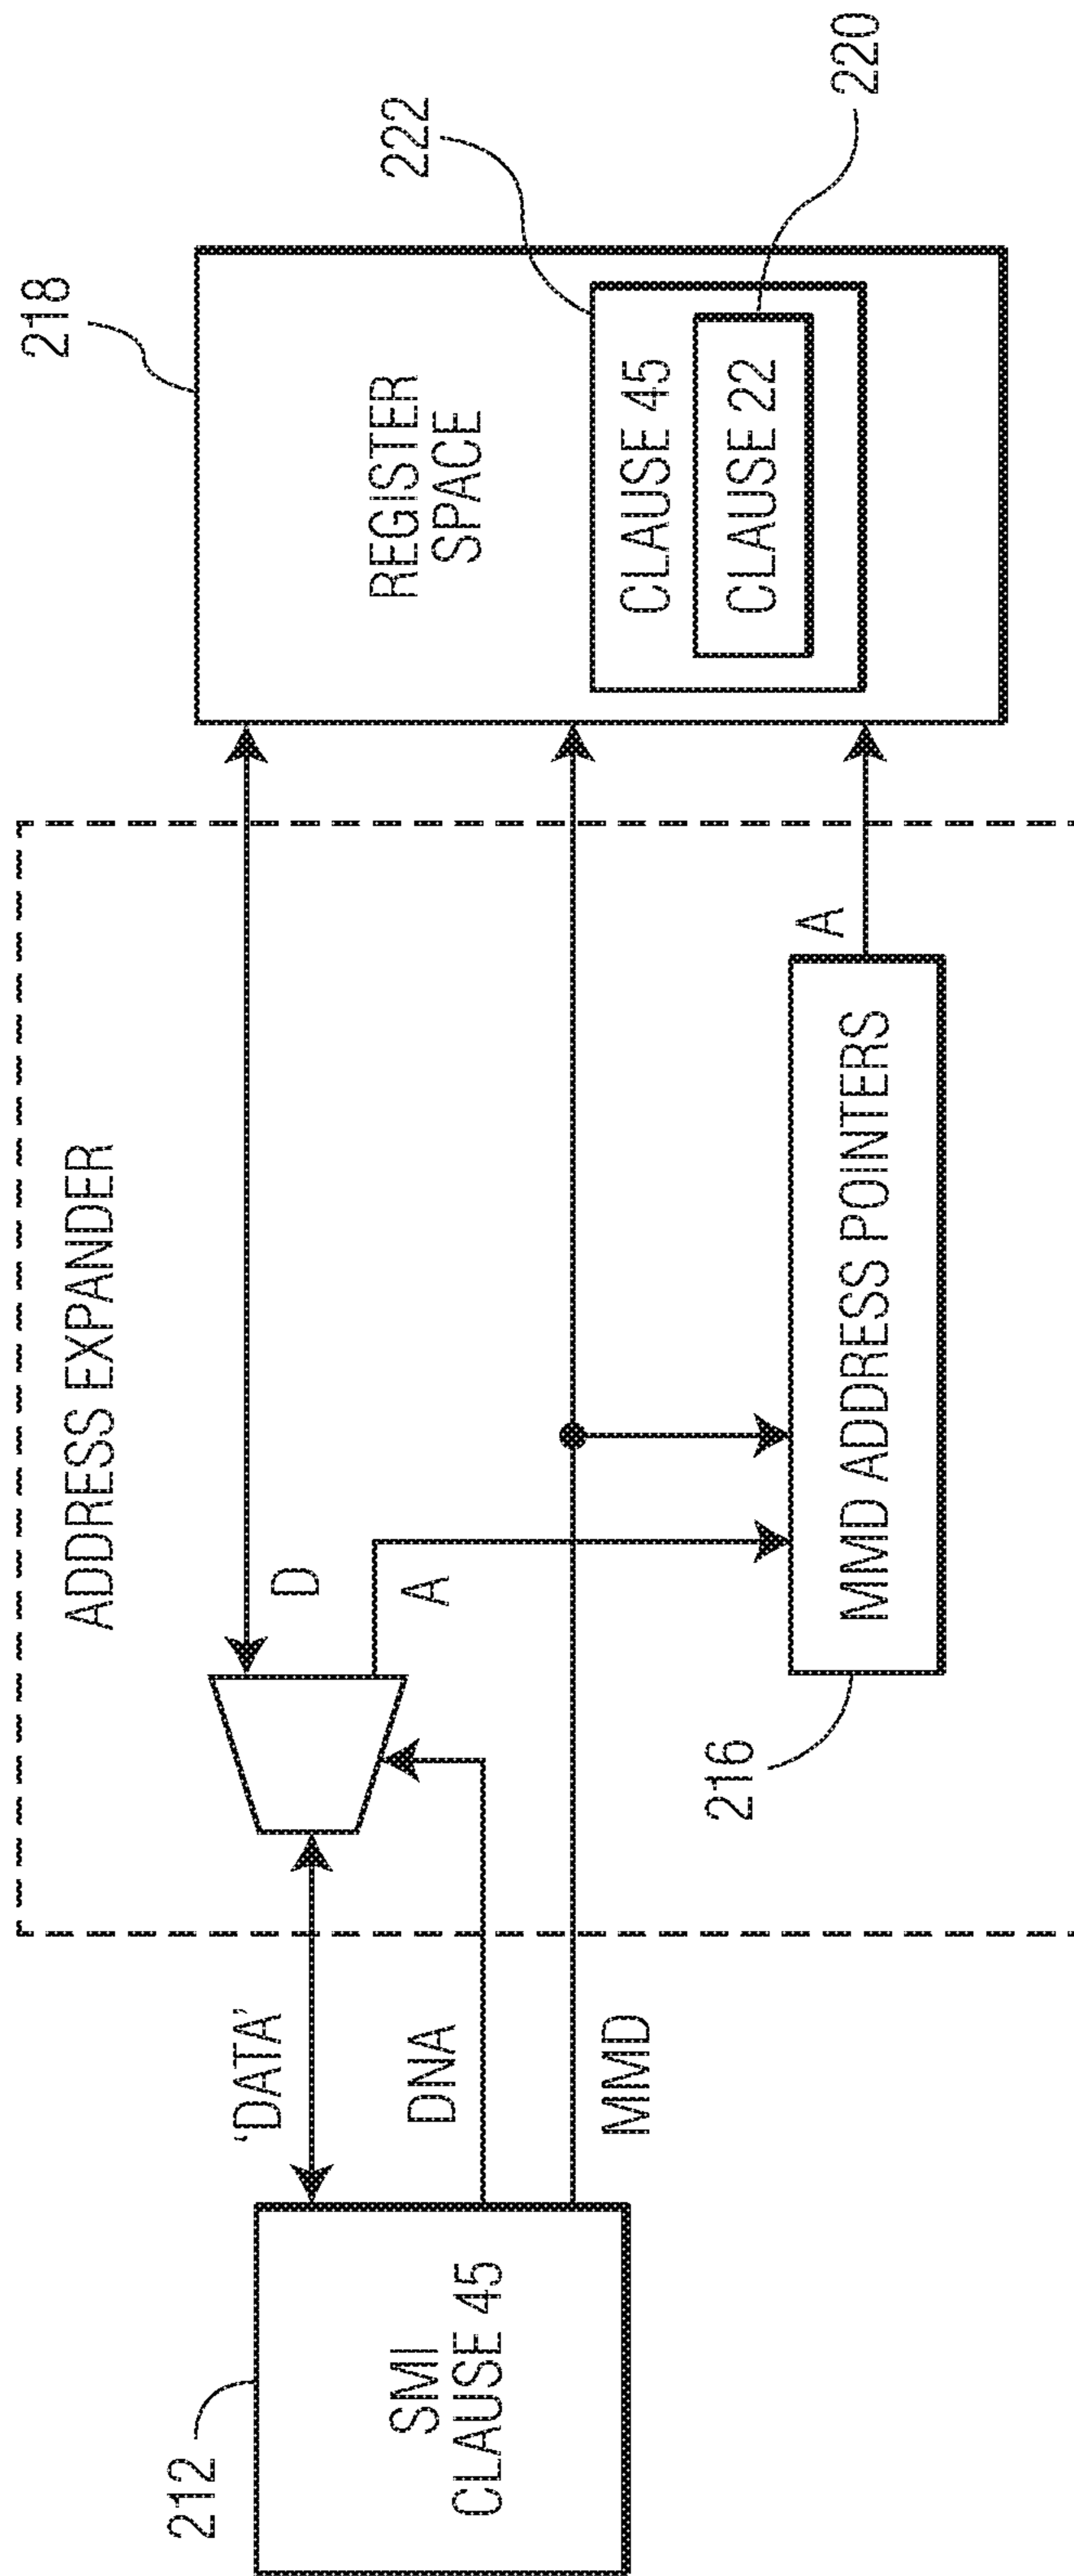 ADDRESS EXPANDER
218
212
SMI
CLAUSE 45
'DATA'
DNA
MMD
D
A
216
MMD ADDRESS POINTERS
A
REGISTER
SPACE
222
CLAUSE 45
CLAUSE 22
220